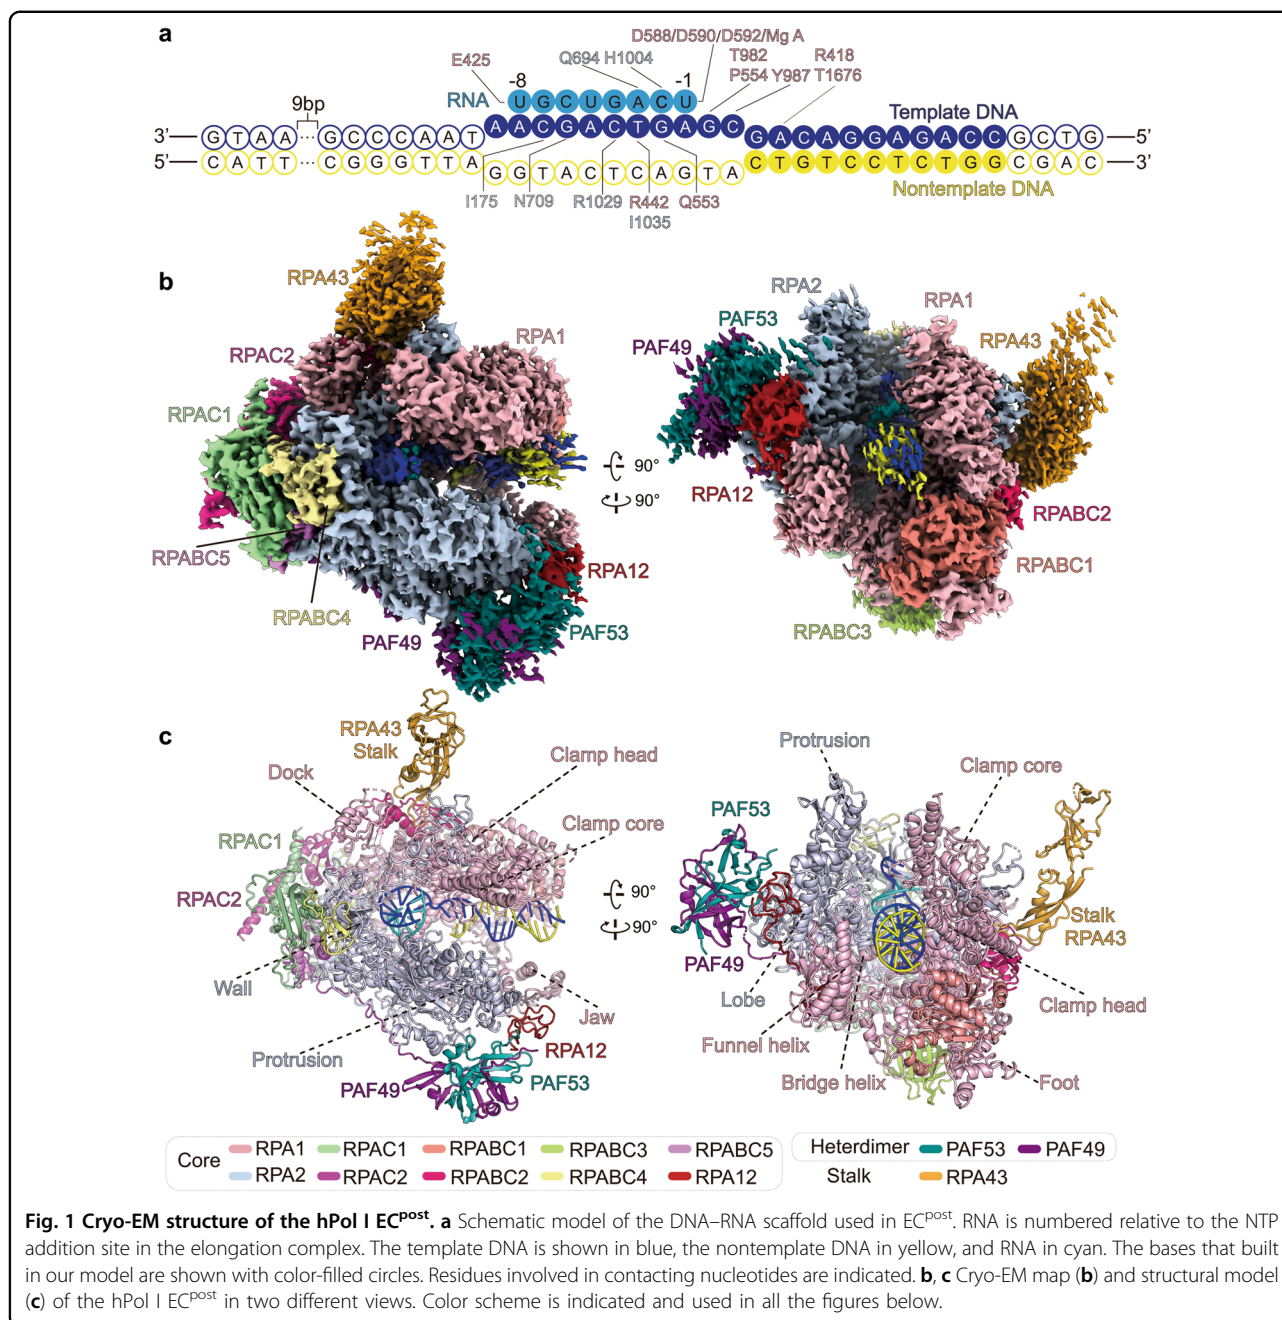 a
D588/D590/D592/Mg A
E425
Q694 H1004
T982
R418
P554 Y987 T1676
-8
-1
RNA
U G C U G A C U
9bp
Template DNA
3’
G T A A ... G C C C A A T A A C G A C T G A G C G A C A G G A G A C C G C T G
5’
5’
C A T T ... C G G G T T A G G T A C T C A G T A C T G T C C T C T G G C G A C
3’
Nontemplate DNA
I175
N709
R1029
R442
Q553
I1035
b
RPA43
RPAC2
RPA1
RPAC1
RPABC5
RPABC4
RPA12
PAF49
PAF53
90°
90°
RPA2
RPA1
PAF53
RPA43
PAF49
RPA12
RPABC2
RPABC1
RPABC3
c
RPA43
Stalk
Clamp head
Dock
Clamp core
RPAC1
RPAC2
Wall
Jaw
Protrusion
RPA12
PAF49
PAF53
90°
90°
Protrusion
Clamp core
PAF53
Stalk
RPA43
PAF49
Lobe
Clamp head
Funnel helix
Bridge helix
Foot
Core
RPA1 RPAC1 RPABC1 RPABC3 RPABC5
RPA2 RPAC2 RPABC2 RPABC4 RPA12
Heterdimer PAF53 PAF49
Stalk RPA43
Fig. 1 Cryo-EM structure of the hPol I ECpost. a Schematic model of the DNA–RNA scaffold used in ECpost. RNA is numbered relative to the NTP
addition site in the elongation complex. The template DNA is shown in blue, the nontemplate DNA in yellow, and RNA in cyan. The bases that built
in our model are shown with color-filled circles. Residues involved in contacting nucleotides are indicated. b, c Cryo-EM map (b) and structural model
(c) of the hPol I ECpost in two different views. Color scheme is indicated and used in all the figures below.